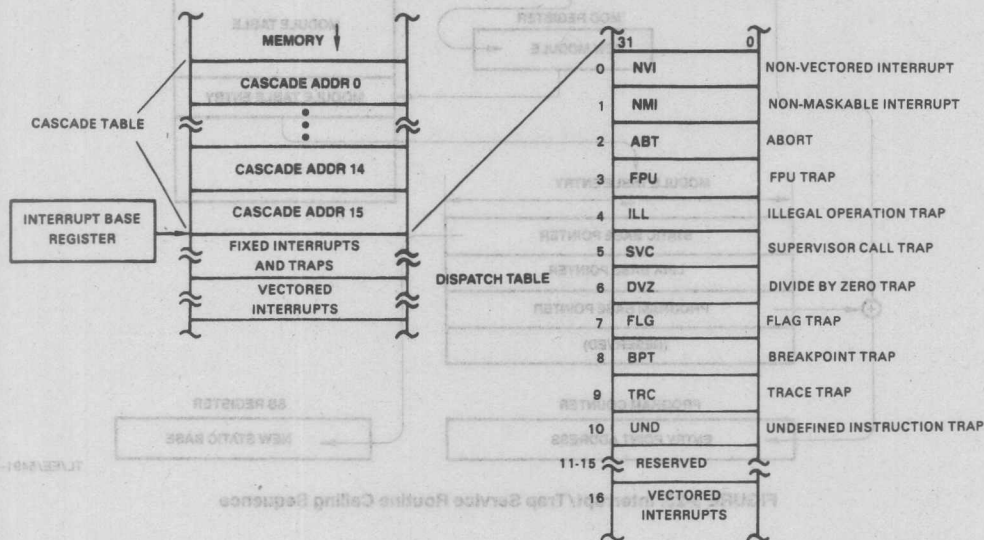 MEMORY
CASCADE ADDR 0
CASCADE TABLE
CASCADE ADDR 14
CASCADE ADDR 15
INTERRUPT BASE
REGISTER
FIXED INTERRUPTS
AND TRAPS
VECTORED
INTERRUPTS
DISPATCH TABLE
31 0
0 NVI NON-VECTORED INTERRUPT
1 NMI NON-MASKABLE INTERRUPT
2 ABT ABORT
3 FPU FPU TRAP
4 ILL ILLEGAL OPERATION TRAP
5 SVC SUPERVISOR CALL TRAP
6 DVZ DIVIDE BY ZERO TRAP
7 FLG FLAG TRAP
8 BPT BREAKPOINT TRAP
9 TRC TRACE TRAP
10 UND UNDEFINED INSTRUCTION TRAP
11-15 RESERVED
16 VECTORED
INTERRUPTS